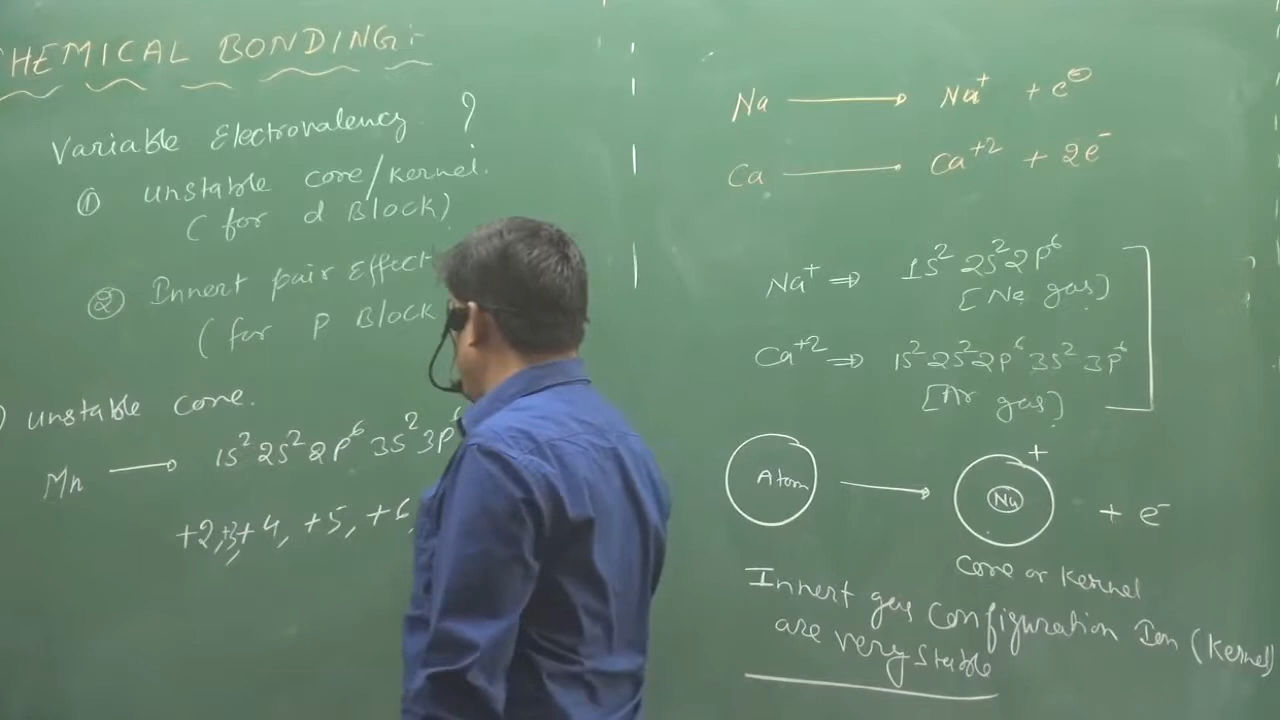 HEMICAL BONDING:-
Variable Electrovalency ?
① unstable core/kernel.
(for d Block)
② Innert pair Effect
(for P Block
) unstable core.
Mn ⟶ 1s² 2s² 2p⁶ 3s² 3p⁶
+2,+3,+4, +5, +6,
Na ⟶ Na⁺ + e⊖
Ca ⟶ Ca⁺² + 2e⁻
Na⁺ ⇒ 1s² 2s² 2p⁶
[Ne gas)
Ca⁺² ⇒ 1s² 2s² 2p⁶ 3s² 3p⁶
[Ar gas)
Atom ⟶ Nu + + e⁻
Core or Kernel
Innert gas Configuration Ion (Kernel)
are very stable